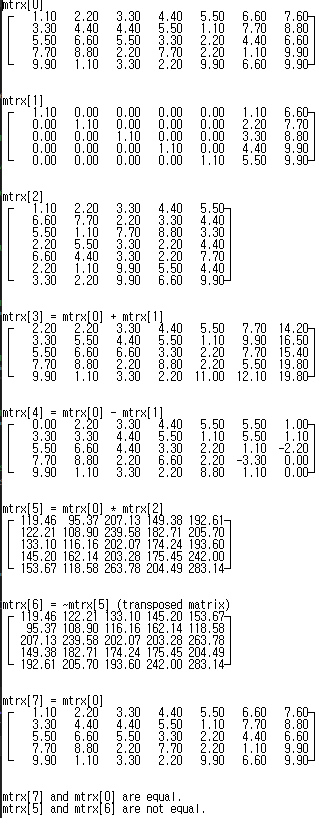 mtrx[0]
1.10 2.20 3.30 4.40 5.50 6.60 7.60
3.30 4.40 4.40 5.50 1.10 7.70 8.80
5.50 6.60 5.50 3.30 2.20 4.40 6.60
7.70 8.80 2.20 7.70 2.20 1.10 9.90
9.90 1.10 3.30 2.20 9.90 6.60 9.90
mtrx[1]
1.10 0.00 0.00 0.00 0.00 1.10 6.60
0.00 1.10 0.00 0.00 0.00 2.20 7.70
0.00 0.00 1.10 0.00 0.00 3.30 8.80
0.00 0.00 0.00 1.10 0.00 4.40 9.90
0.00 0.00 0.00 0.00 1.10 5.50 9.90
mtrx[2]
1.10 2.20 3.30 4.40 5.50
6.60 7.70 2.20 3.30 4.40
5.50 1.10 7.70 8.80 3.30
2.20 5.50 3.30 2.20 4.40
6.60 4.40 3.30 2.20 7.70
2.20 1.10 9.90 5.50 4.40
3.30 2.20 9.90 6.60 9.90
mtrx[3] = mtrx[0] + mtrx[1]
2.20 2.20 3.30 4.40 5.50 7.70 14.20
3.30 5.50 4.40 5.50 1.10 9.90 16.50
5.50 6.60 6.60 3.30 2.20 7.70 15.40
7.70 8.80 2.20 8.80 2.20 5.50 19.80
9.90 1.10 3.30 2.20 11.00 12.10 19.80
mtrx[4] = mtrx[0] - mtrx[1]
0.00 2.20 3.30 4.40 5.50 5.50 1.00
3.30 3.30 4.40 5.50 1.10 5.50 1.10
5.50 6.60 4.40 3.30 2.20 1.10 -2.20
7.70 8.80 2.20 6.60 2.20 -3.30 0.00
9.90 1.10 3.30 2.20 8.80 1.10 0.00
mtrx[5] = mtrx[0] * mtrx[2]
119.46 95.37 207.13 149.38 192.61
122.21 108.90 239.58 182.71 205.70
133.10 116.16 202.07 174.24 193.60
145.20 162.14 203.28 175.45 242.00
153.67 118.58 263.78 204.49 283.14
mtrx[6] = ~mtrx[5] (transposed matrix)
119.46 122.21 133.10 145.20 153.67
95.37 108.90 116.16 162.14 118.58
207.13 239.58 202.07 203.28 263.78
149.38 182.71 174.24 175.45 204.49
192.61 205.70 193.60 242.00 283.14
mtrx[7] = mtrx[0]
1.10 2.20 3.30 4.40 5.50 6.60 7.60
3.30 4.40 4.40 5.50 1.10 7.70 8.80
5.50 6.60 5.50 3.30 2.20 4.40 6.60
7.70 8.80 2.20 7.70 2.20 1.10 9.90
9.90 1.10 3.30 2.20 9.90 6.60 9.90
mtrx[7] and mtrx[0] are equal.
mtrx[5] and mtrx[6] are not equal.